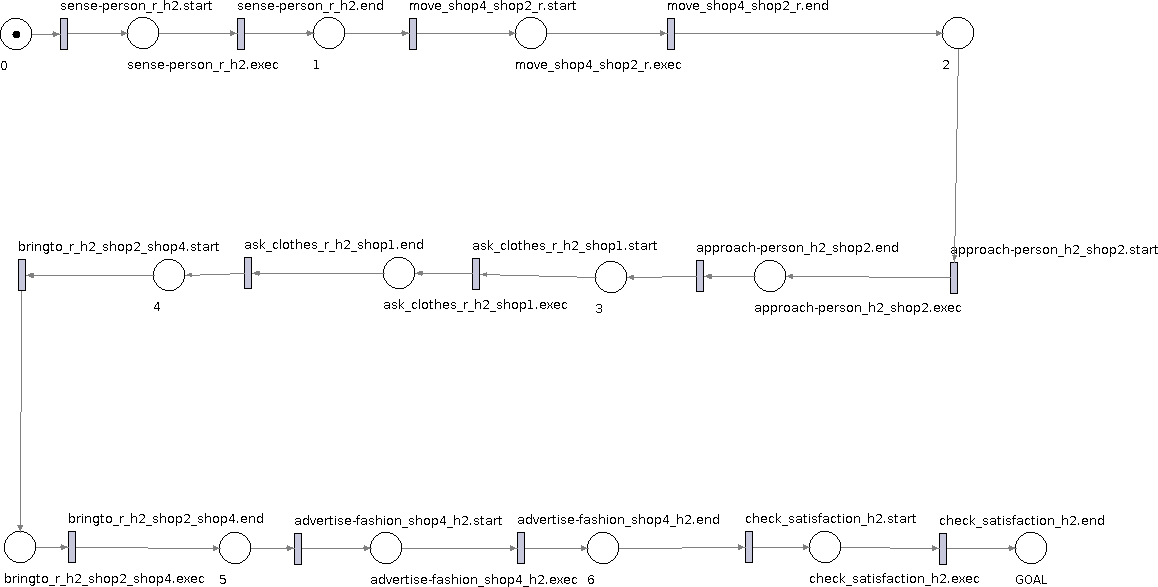 sense-person_r_h2.start
sense-person_r_h2.end
move_shop4_shop2_r.start
move_shop4_shop2_r.end
0
sense-person_r_h2.exec
1
move_shop4_shop2_r.exec
2
bringto_r_h2_shop2_shop4.start
ask_clothes_r_h2_shop1.end
ask_clothes_r_h2_shop1.start
approach-person_h2_shop2.end
approach-person_h2_shop2.start
4
ask_clothes_r_h2_shop1.exec
3
approach-person_h2_shop2.exec
bringto_r_h2_shop2_shop4.end
advertise-fashion_shop4_h2.start
advertise-fashion_shop4_h2.end
check_satisfaction_h2.start
check_satisfaction_h2.end
bringto_r_h2_shop2_shop4.exec
5
advertise-fashion_shop4_h2.exec
6
check_satisfaction_h2.exec
GOAL